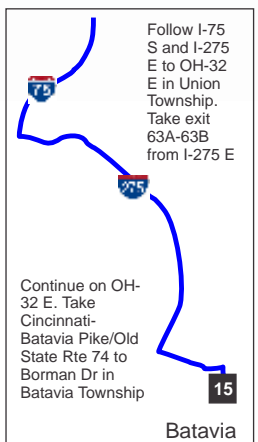 Follow I-75
S and I-275
E to OH-32
E in Union
Township.
Take exit
63A-63B
from I-275 E
75
275
Continue on OH-
32 E. Take
Cincinnati-
Batavia Pike/Old
State Rte 74 to
Borman Dr in
Batavia Township
15
Batavia